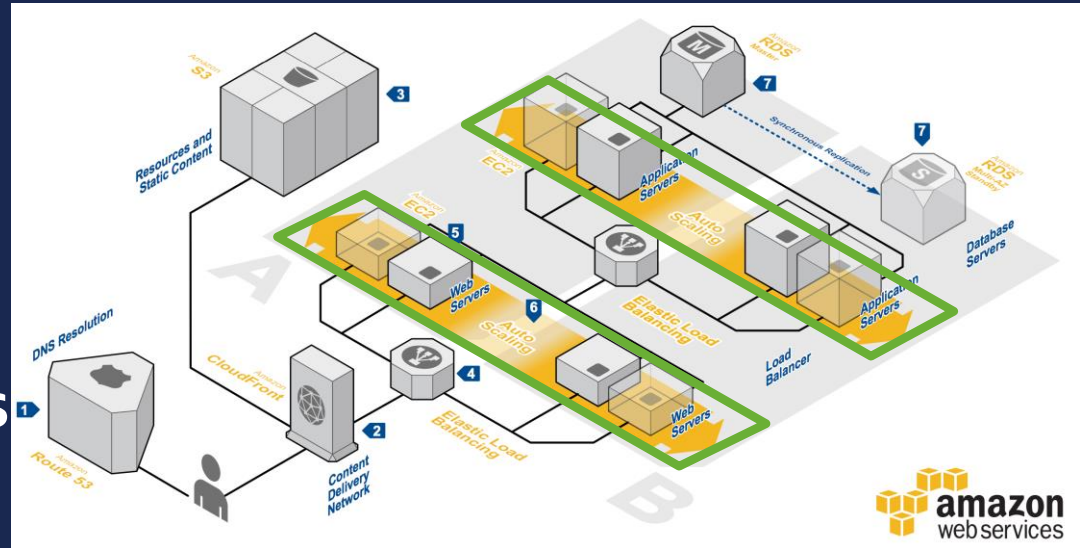 Amazon
S3
3
Resources and
Static Content
Amazon
RDS
Master
M
7
Synchronous Replication
7
Amazon
RDS
Multi-AZ
Standby
S
Database
Servers
Amazon
EC2
Application
Servers
Auto
Scaling
Application
Servers
Elastic Load
Balancing
Load
Balancer
A
Amazon
EC2
5
Web
Servers
6
Auto
Scaling
Web
Servers
4
Elastic Load
Balancing
B
DNS Resolution
S
1
Amazon
Route 53
Amazon
CloudFront
2
Content
Delivery
Network
amazon
web services